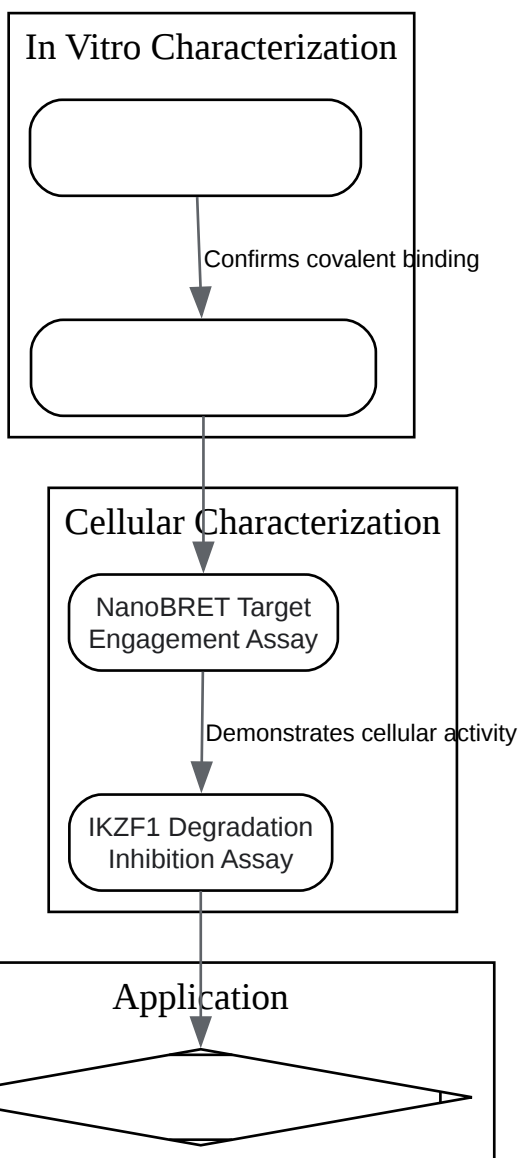 In Vitro Characterization
Confirms covalent binding
Cellular Characterization
NanoBRET Target
Engagement Assay
Demonstrates cellular activity
IKZF1 Degradation
Inhibition Assay
Application